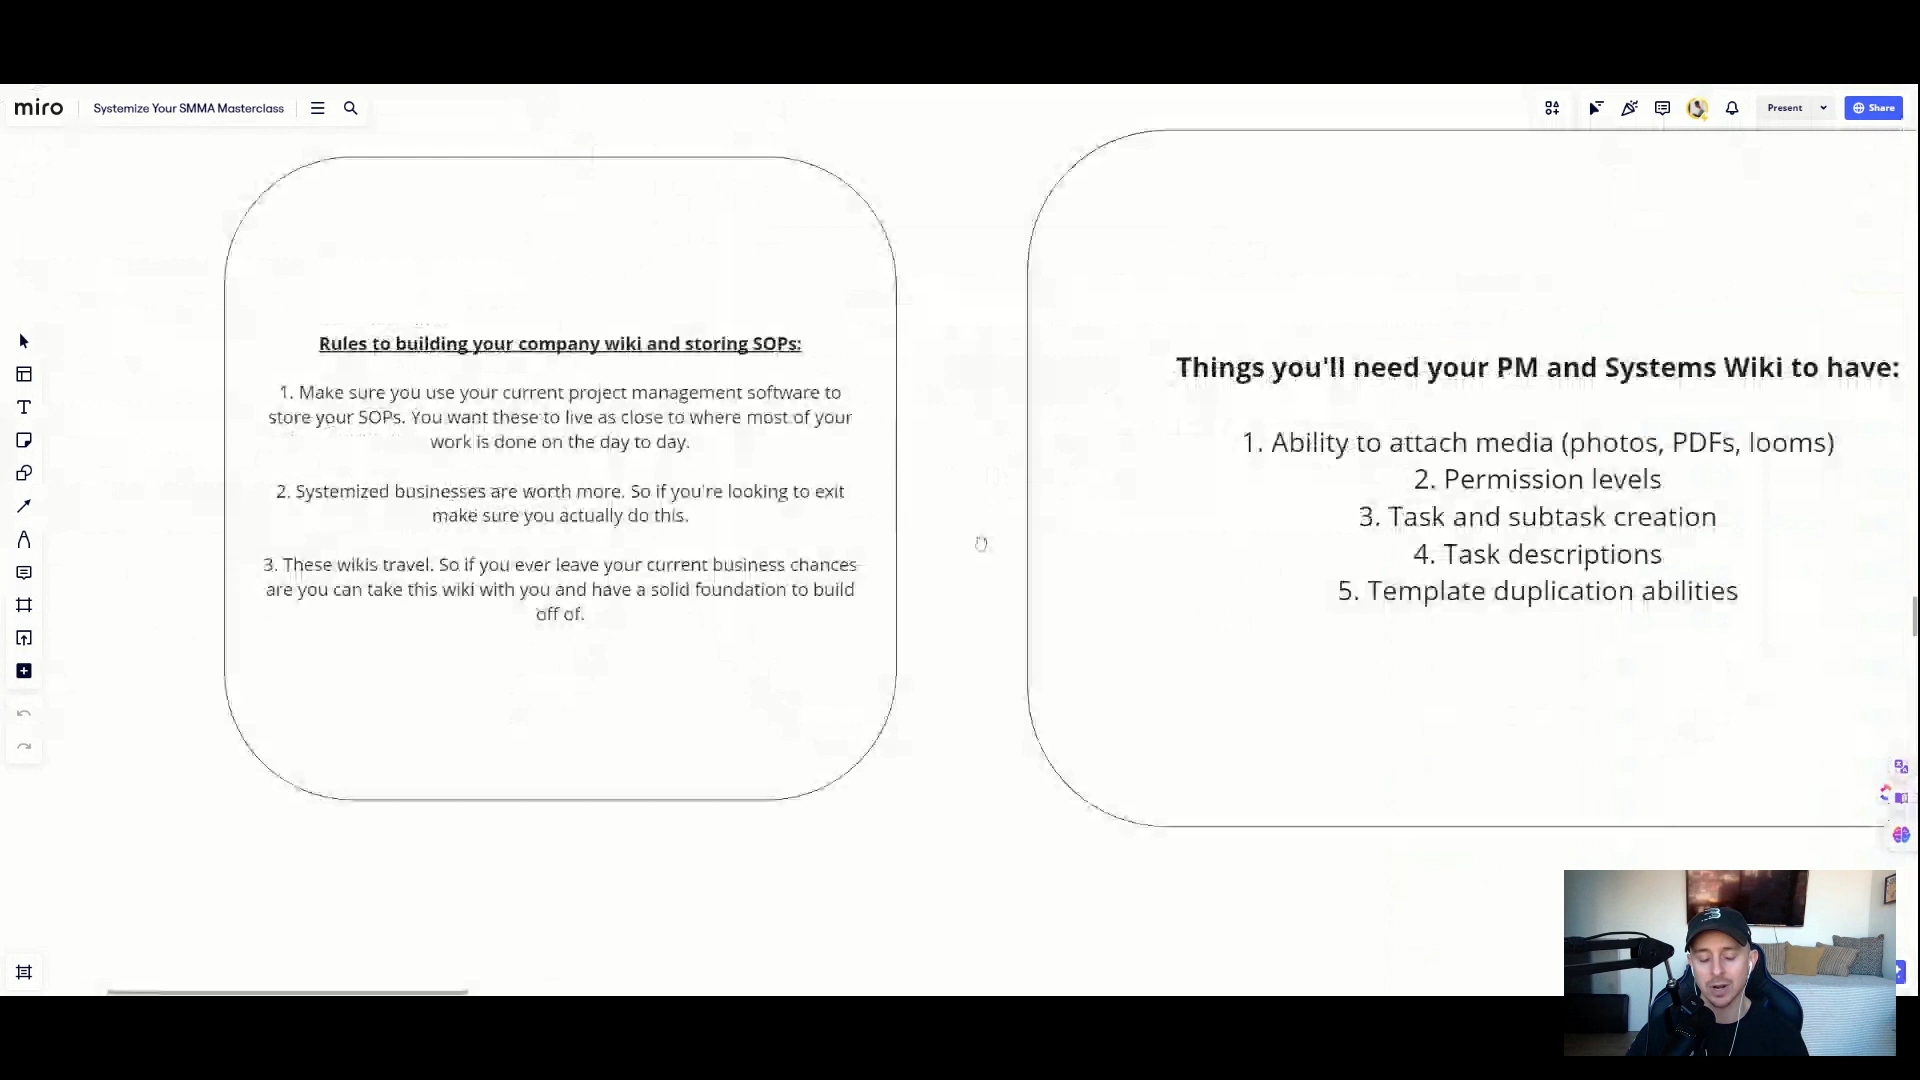 miro
Systemize Your SMMA Masterclass
Present
Share
Rules to building your company wiki and storing SOPs:
1. Make sure you use your current project management software to
store your SOPs. You want these to live as close to where most of your
work is done on the day to day.
2. Systemized businesses are worth more. So if you're looking to exit
make sure you actually do this.
3. These wikis travel. So if you ever leave your current business chances
are you can take this wiki with you and have a solid foundation to build
off of.
Things you'll need your PM and Systems Wiki to have:
1. Ability to attach media (photos, PDFs, looms)
2. Permission levels
3. Task and subtask creation
4. Task descriptions
5. Template duplication abilities